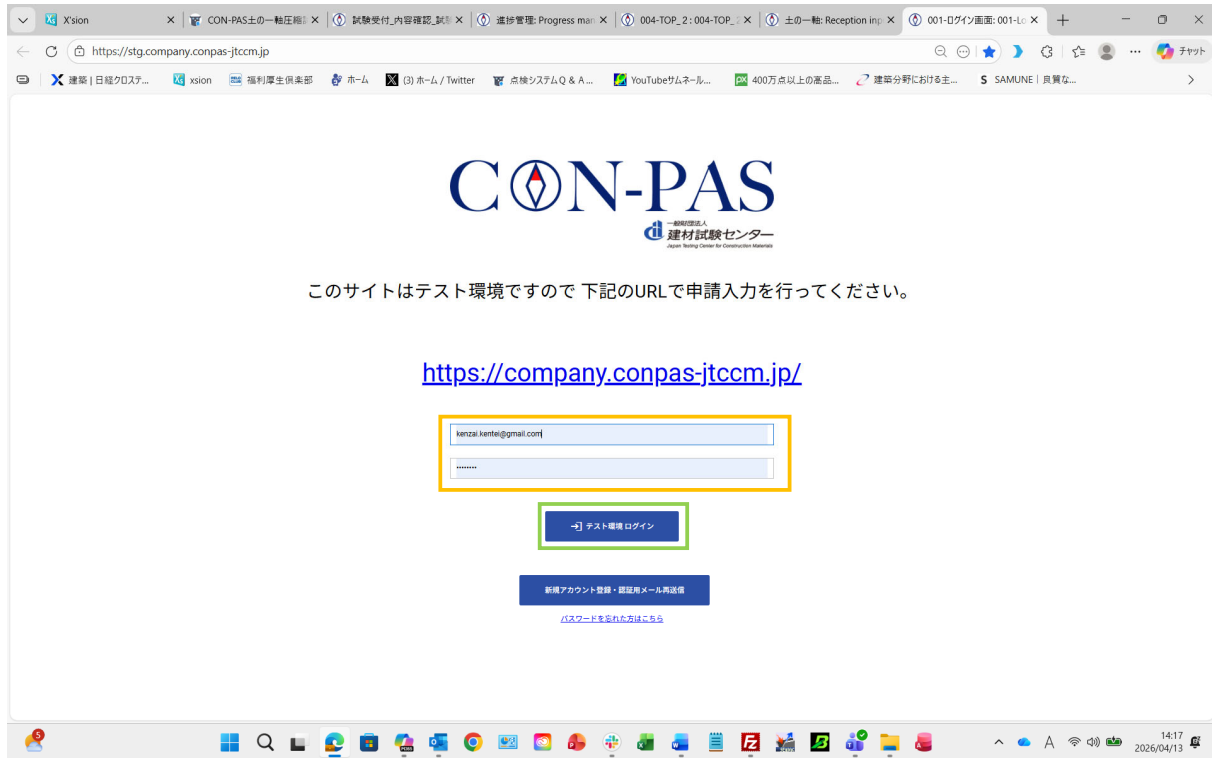 X'sion
CON-PAS土の一軸圧縮
試験受付_内容確認_試
進捗管理: Progress man
004-TOP_2 : 004-TOP_2
土の一軸: Reception inp
001-ログイン画面: 001-Lo
https://stg.company.conpas-jtccm.jp
チャット
建築 | 日経クロステ...
xsion
福利厚生倶楽部
ホーム
(3) ホーム / Twitter
点検システムQ & A ...
YouTubeサムネール...
400万点以上の高品...
建築分野における主...
SAMUNE | 良質な...
CON-PAS
一般財団法人
建材試験センター
Japan Testing Center for Construction Materials
このサイトはテスト環境ですので 下記のURLで申請入力を行ってください。
https://company.conpas-jtccm.jp/
kenzai.kentei@gmail.com
••••••••
テスト環境 ログイン
新規アカウント登録・認証用メール再送信
パスワードを忘れた方はこちら
5
A
14:17
2026/04/13